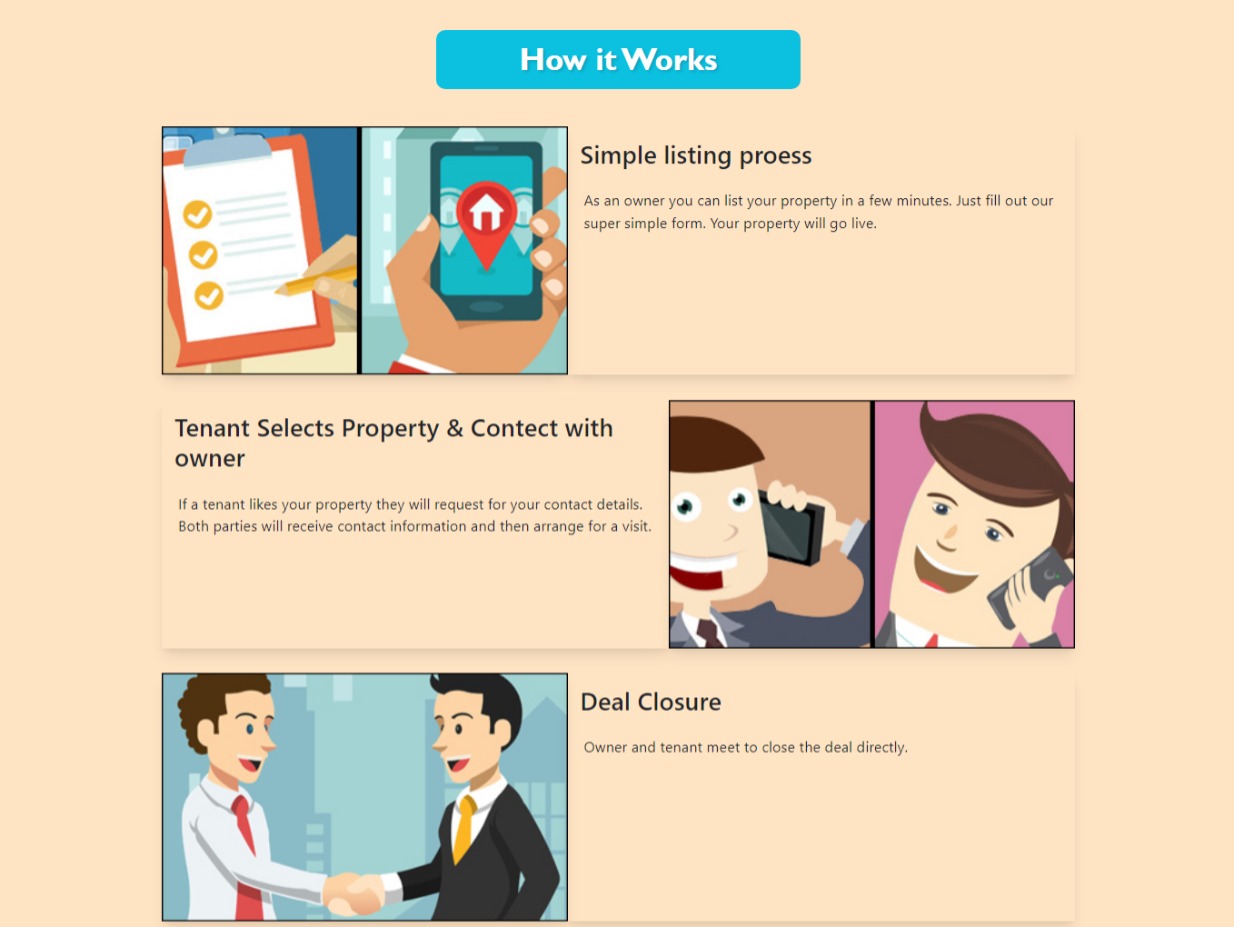 How it Works
Simple listing proess
As an owner you can list your property in a few minutes. Just fill out our
super simple form. Your property will go live.
Tenant Selects Property & Contect with
owner
If a tenant likes your property they will request for your contact details.
Both parties will receive contact information and then arrange for a visit.
Deal Closure
Owner and tenant meet to close the deal directly.